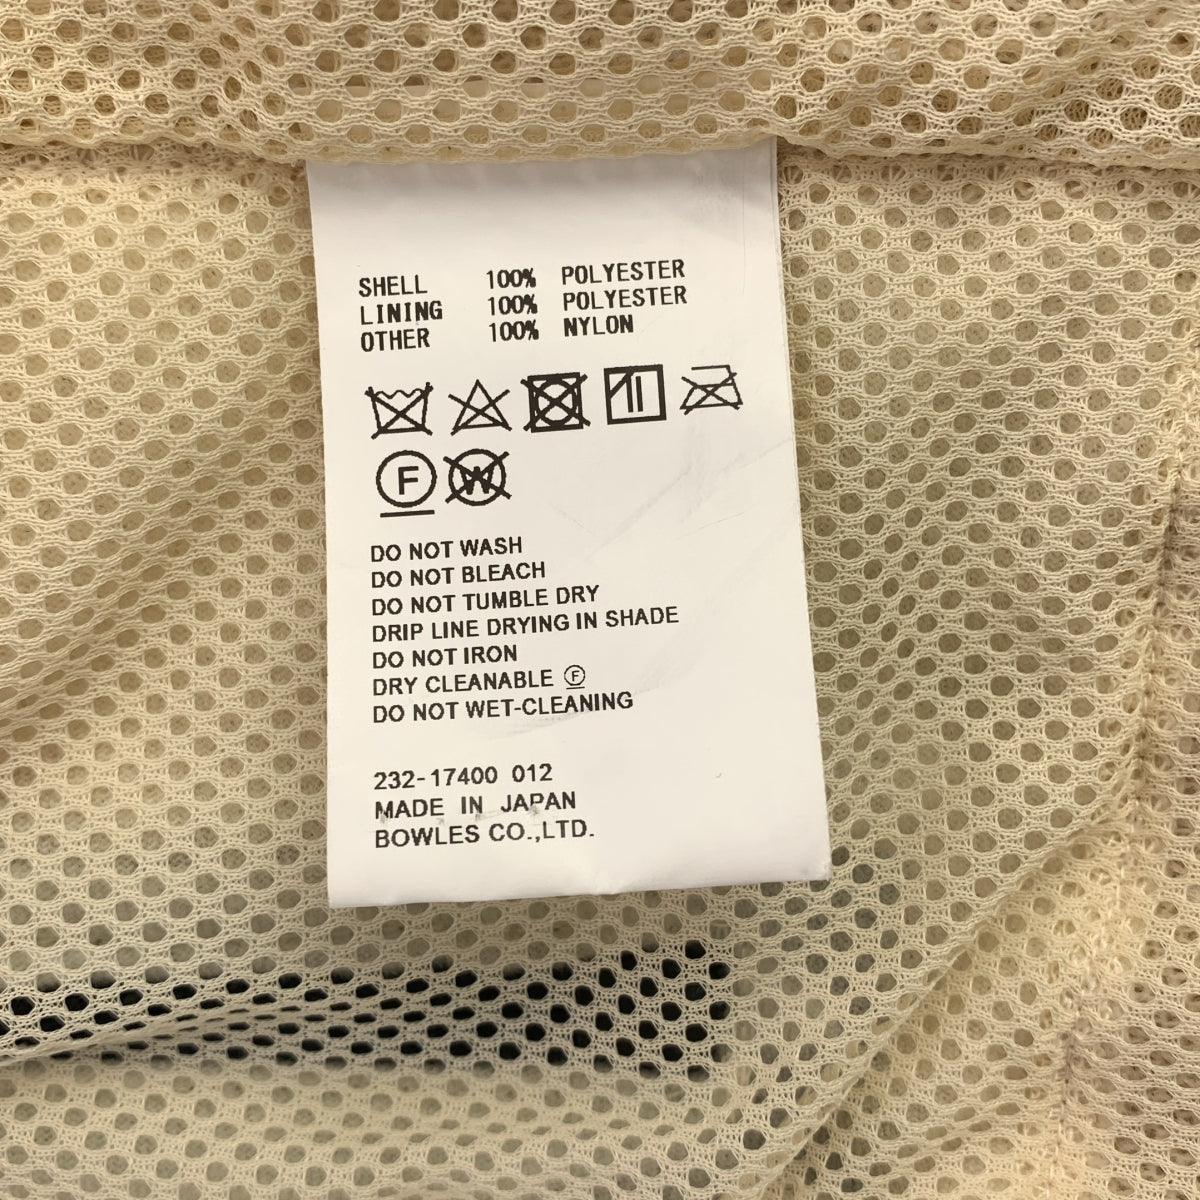 SHELL 100% POLYESTER
LINING 100% POLYESTER
OTHER 100% NYLON
F W
DO NOT WASH
DO NOT BLEACH
DO NOT TUMBLE DRY
DRIP LINE DRYING IN SHADE
DO NOT IRON
DRY CLEANABLE Ⓕ
DO NOT WET-CLEANING
232-17400 012
MADE IN JAPAN
BOWLES CO.,LTD.